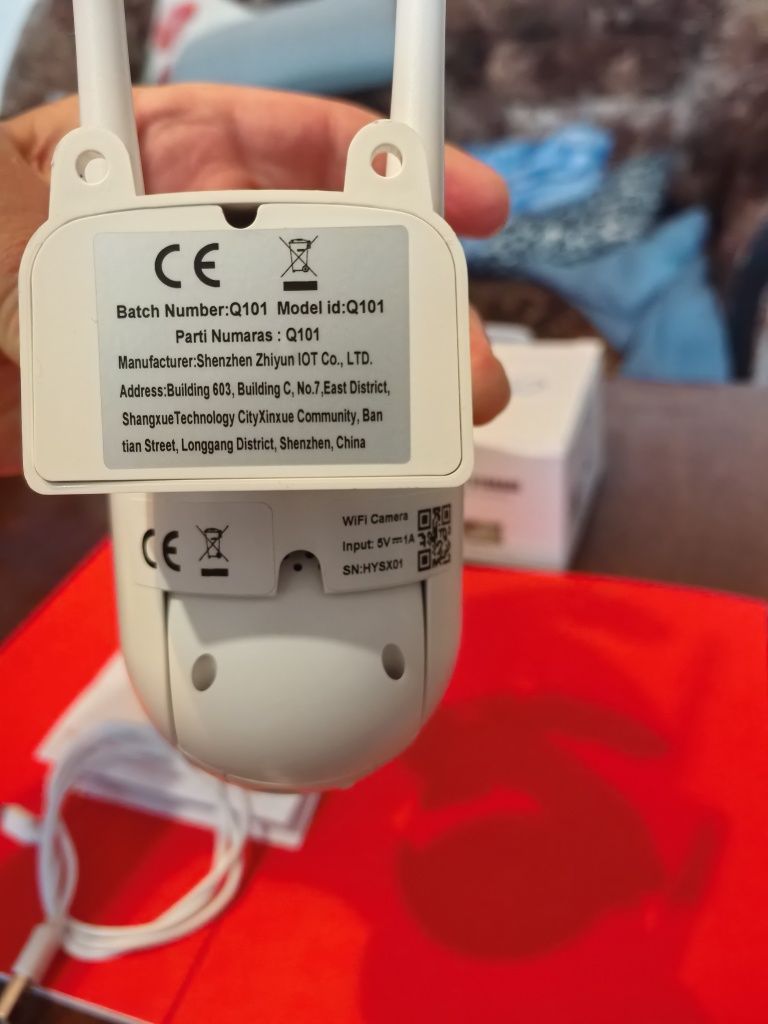 CE
Batch Number:Q101 Model id:Q101
Parti Numaras : Q101
Manufacturer:Shenzhen Zhiyun IOT Co., LTD.
Address:Building 603, Building C, No.7,East District,
ShangxueTechnology CityXinxue Community, Ban
tian Street, Longgang District, Shenzhen, China
CE
WiFi Camera
Input: 5V⎓1A
SN:HYSX01